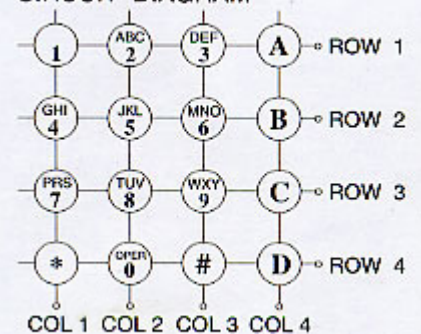 CIRCUIT DIAGRAM
1 ABC 2 DEF 3 A ROW 1
GHI 4 JKL 5 MNO 6 B ROW 2
PRS 7 TUV 8 WXY 9 C ROW 3
* OPER 0 # D ROW 4
COL 1 COL 2 COL 3 COL 4